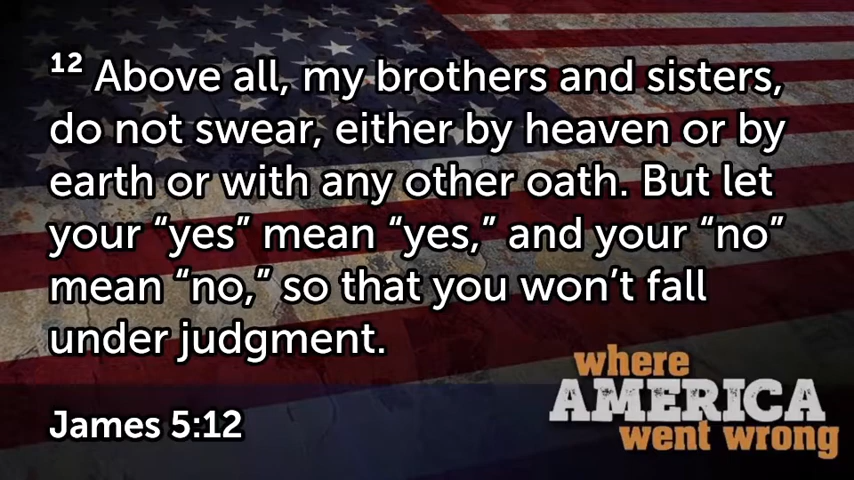 ¹² Above all, my brothers and sisters,
do not swear, either by heaven or by
earth or with any other oath. But let
your “yes” mean “yes,” and your “no”
mean “no,” so that you won’t fall
under judgment.
James 5:12
where
AMERICA
went wrong